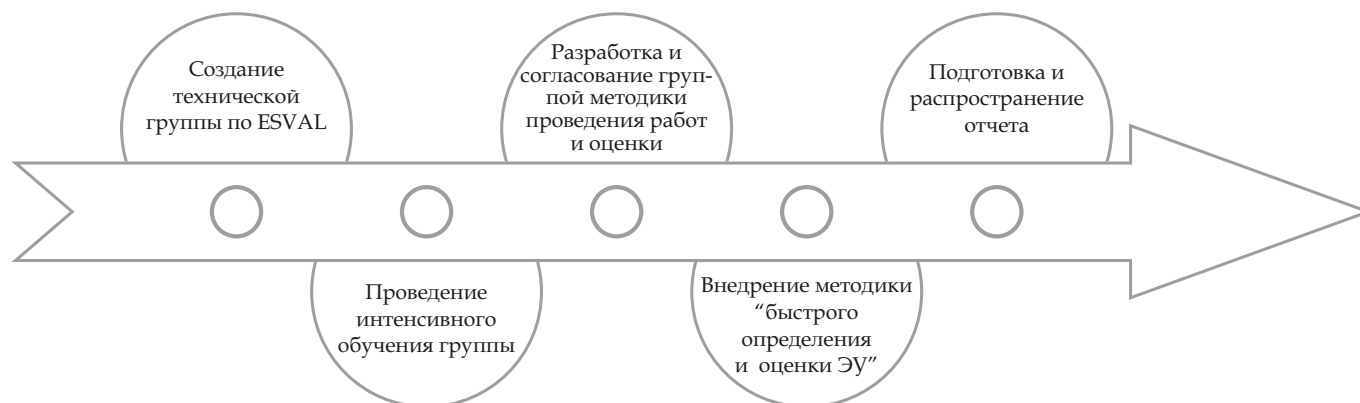 Создание
технической
группы по ESVAL
Проведение
интенсивного
обучения группы
Разработка и
согласование груп-
пой методики
проведения работ
и оценки
Внедрение методики
“быстрого
определения
и оценки ЭУ”
Подготовка и
распространение
отчета